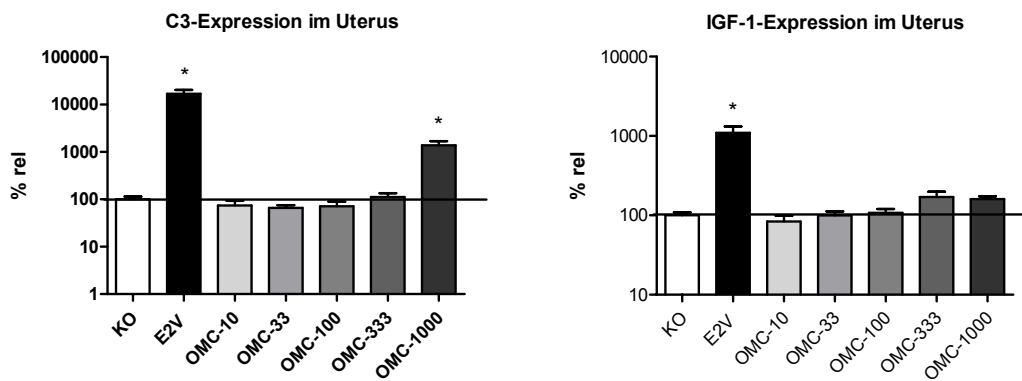 C3-Expression im Uterus
% rel
100000
10000
1000
100
10
1
*
*
KO
E2V
OMC-10
OMC-33
OMC-100
OMC-333
OMC-1000
IGF-1-Expression im Uterus
% rel
10000
1000
100
10
*
KO
E2V
OMC-10
OMC-33
OMC-100
OMC-333
OMC-1000